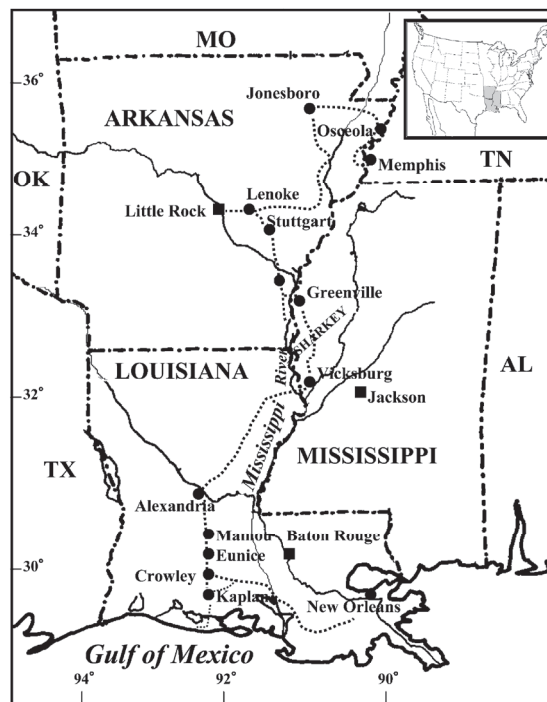 MO
36°
Jonesboro
ARKANSAS
Osceola
Memphis
TN
OK
Lenoke
Little Rock
Stuttgart
34°
Greenville
SHARKEY
LOUISIANA
Mississippi River
Vicksburg
AL
32°
Jackson
MISSISSIPPI
TX
Alexandria
Mamou
Baton Rouge
Eunice
30°
Crowley
Kaplan
New Orleans
Gulf of Mexico
94°
92°
90°